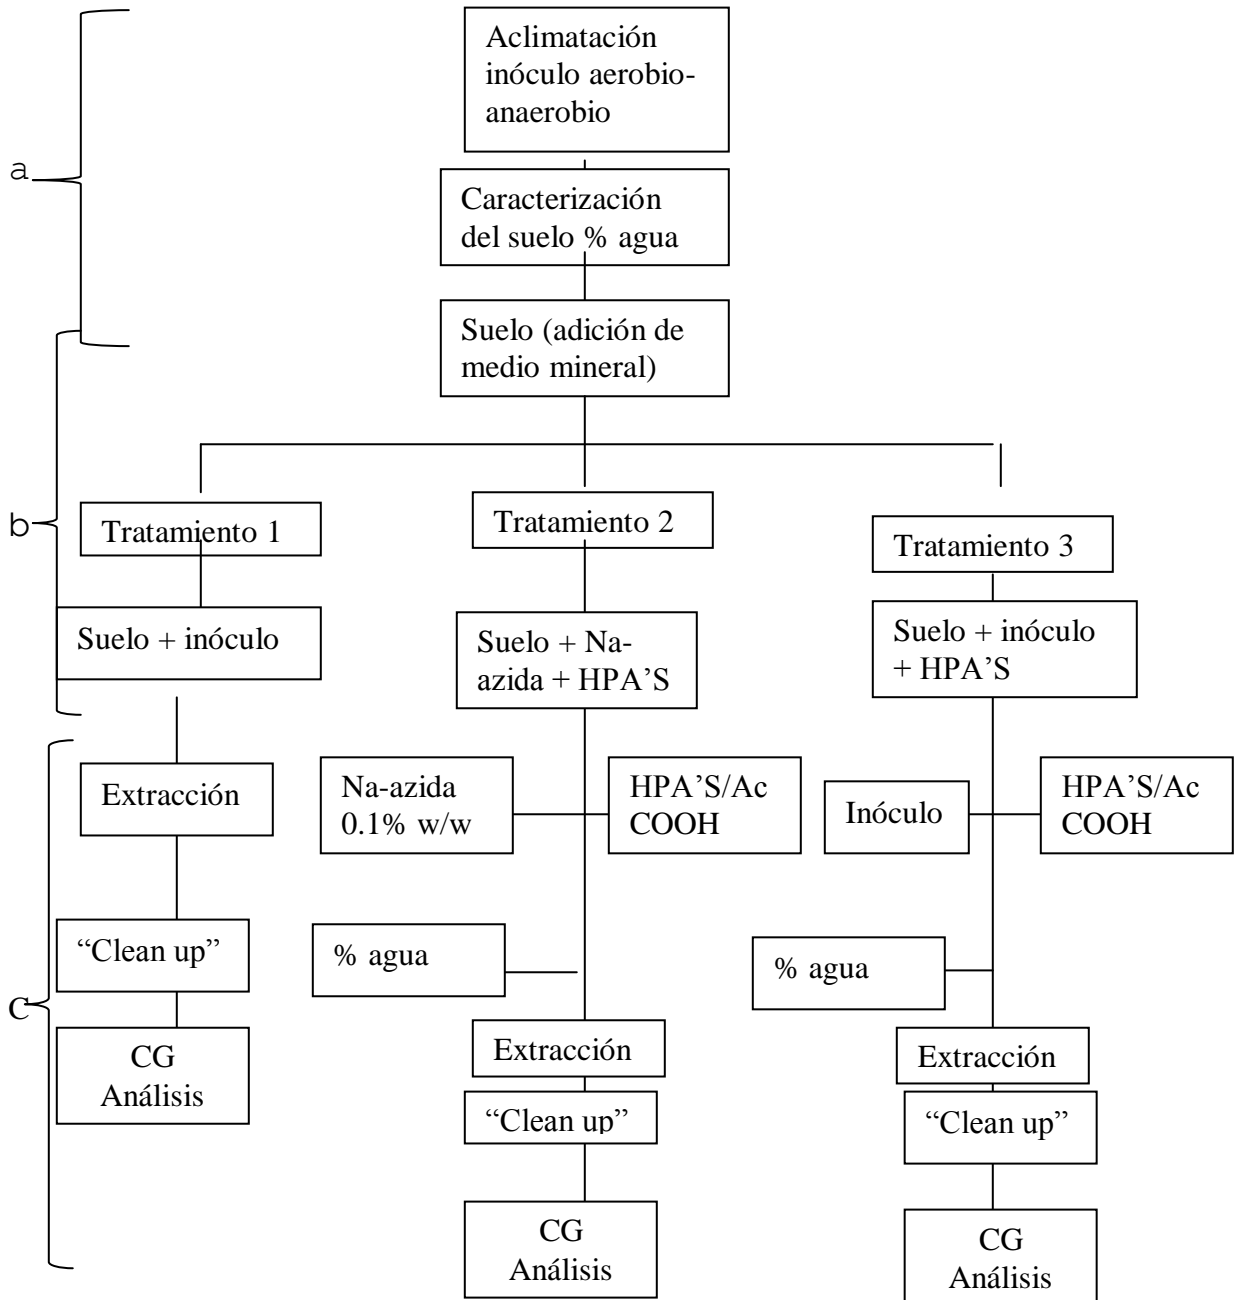 Aclimatación
inóculo aerobio-
anaerobio
a
Caracterización
del suelo % agua
Suelo (adición de
medio mineral)
b
Tratamiento 1
Tratamiento 2
Tratamiento 3
Suelo + inóculo
Suelo + Na-
azida + HPA’S
Suelo + inóculo
+ HPA’S
c
Extracción
Na-azida
0.1% w/w
HPA’S/Ac
COOH
Inóculo
HPA’S/Ac
COOH
“Clean up”
% agua
% agua
CG
Análisis
Extracción
Extracción
“Clean up”
“Clean up”
CG
Análisis
CG
Análisis